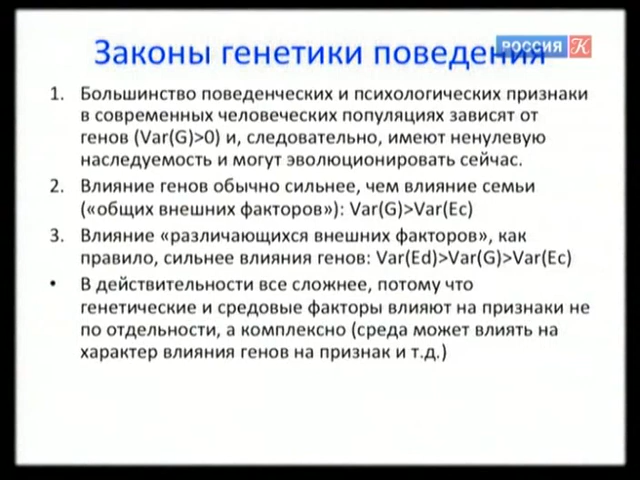 Законы генетики поведения
РОССИЯ К
1. Большинство поведенческих и психологических признаки
в современных человеческих популяциях зависят от
генов (Var(G)>0) и, следовательно, имеют ненулевую
наследуемость и могут эволюционировать сейчас.
2. Влияние генов обычно сильнее, чем влияние семьи
(«общих внешних факторов»): Var(G)>Var(Ec)
3. Влияние «различающихся внешних факторов», как
правило, сильнее влияния генов: Var(Ed)>Var(G)>Var(Ec)
• В действительности все сложнее, потому что
генетические и средовые факторы влияют на признаки не
по отдельности, а комплексно (среда может влиять на
характер влияния генов на признак и т.д.)